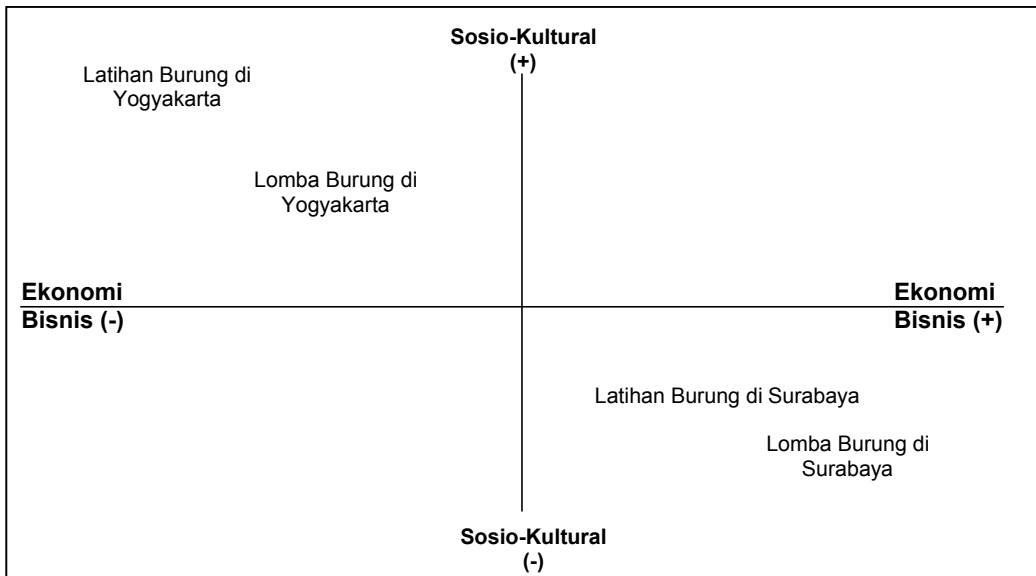 Sosio-Kultural
(+)
Latihan Burung di
Yogyakarta
Lomba Burung di
Yogyakarta
Ekonomi
Bisnis (-)
Ekonomi
Bisnis (+)
Latihan Burung di Surabaya
Lomba Burung di
Surabaya
Sosio-Kultural
(-)